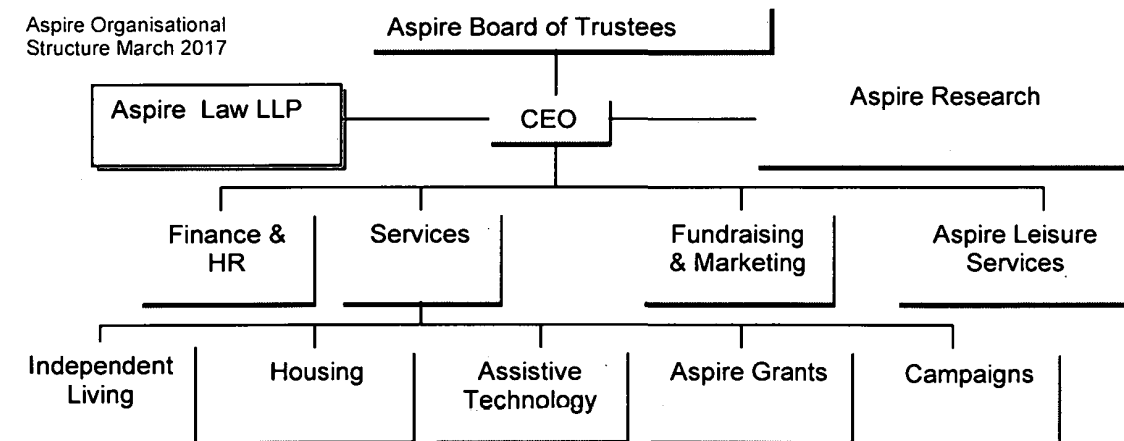 Aspire Organisational
Structure March 2017
Aspire Board of Trustees
Aspire Law LLP
CEO
Aspire Research
Finance &
HR
Services
Fundraising
& Marketing
Aspire Leisure
Services
Independent
Living
Housing
Assistive
Technology
Aspire Grants
Campaigns